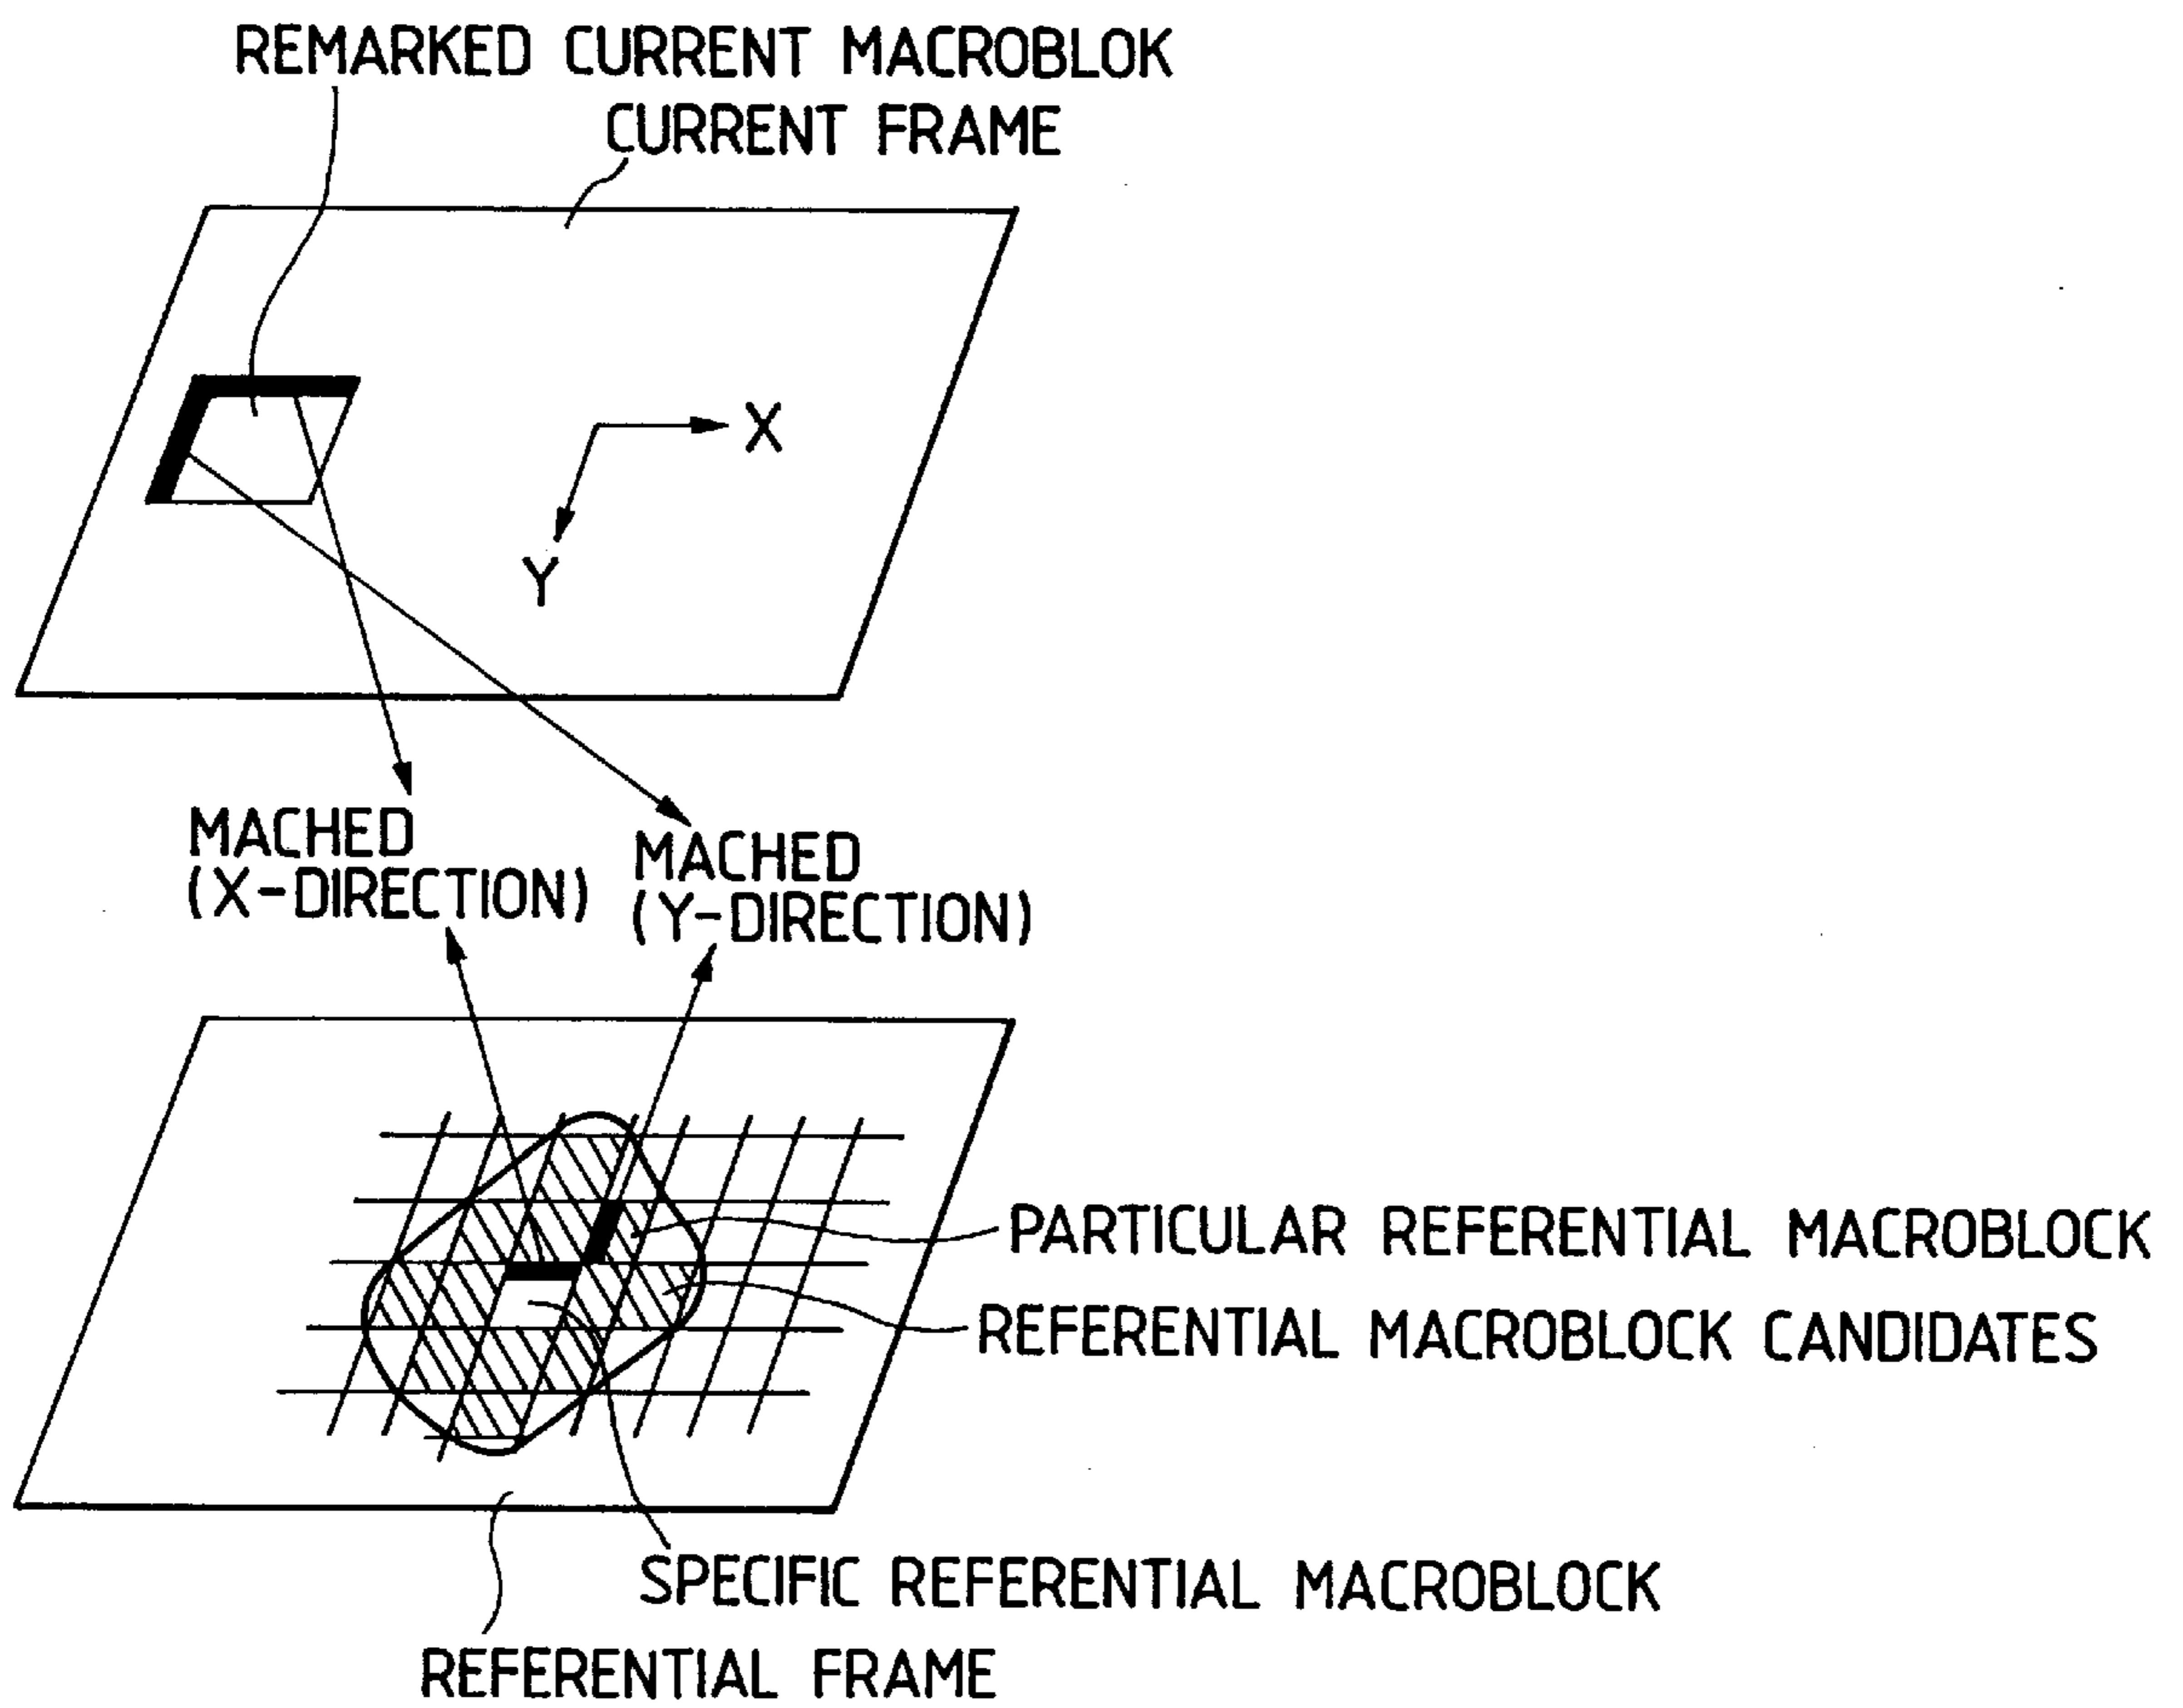 REMARKED CURRENT MACROBLOK
CURRENT FRAME
X
Y
MACHED
(X-DIRECTION)
MACHED
(Y-DIRECTION)
PARTICULAR REFERENTIAL MACROBLOCK
REFERENTIAL MACROBLOCK CANDIDATES
SPECIFIC REFERENTIAL MACROBLOCK
REFERENTIAL FRAME